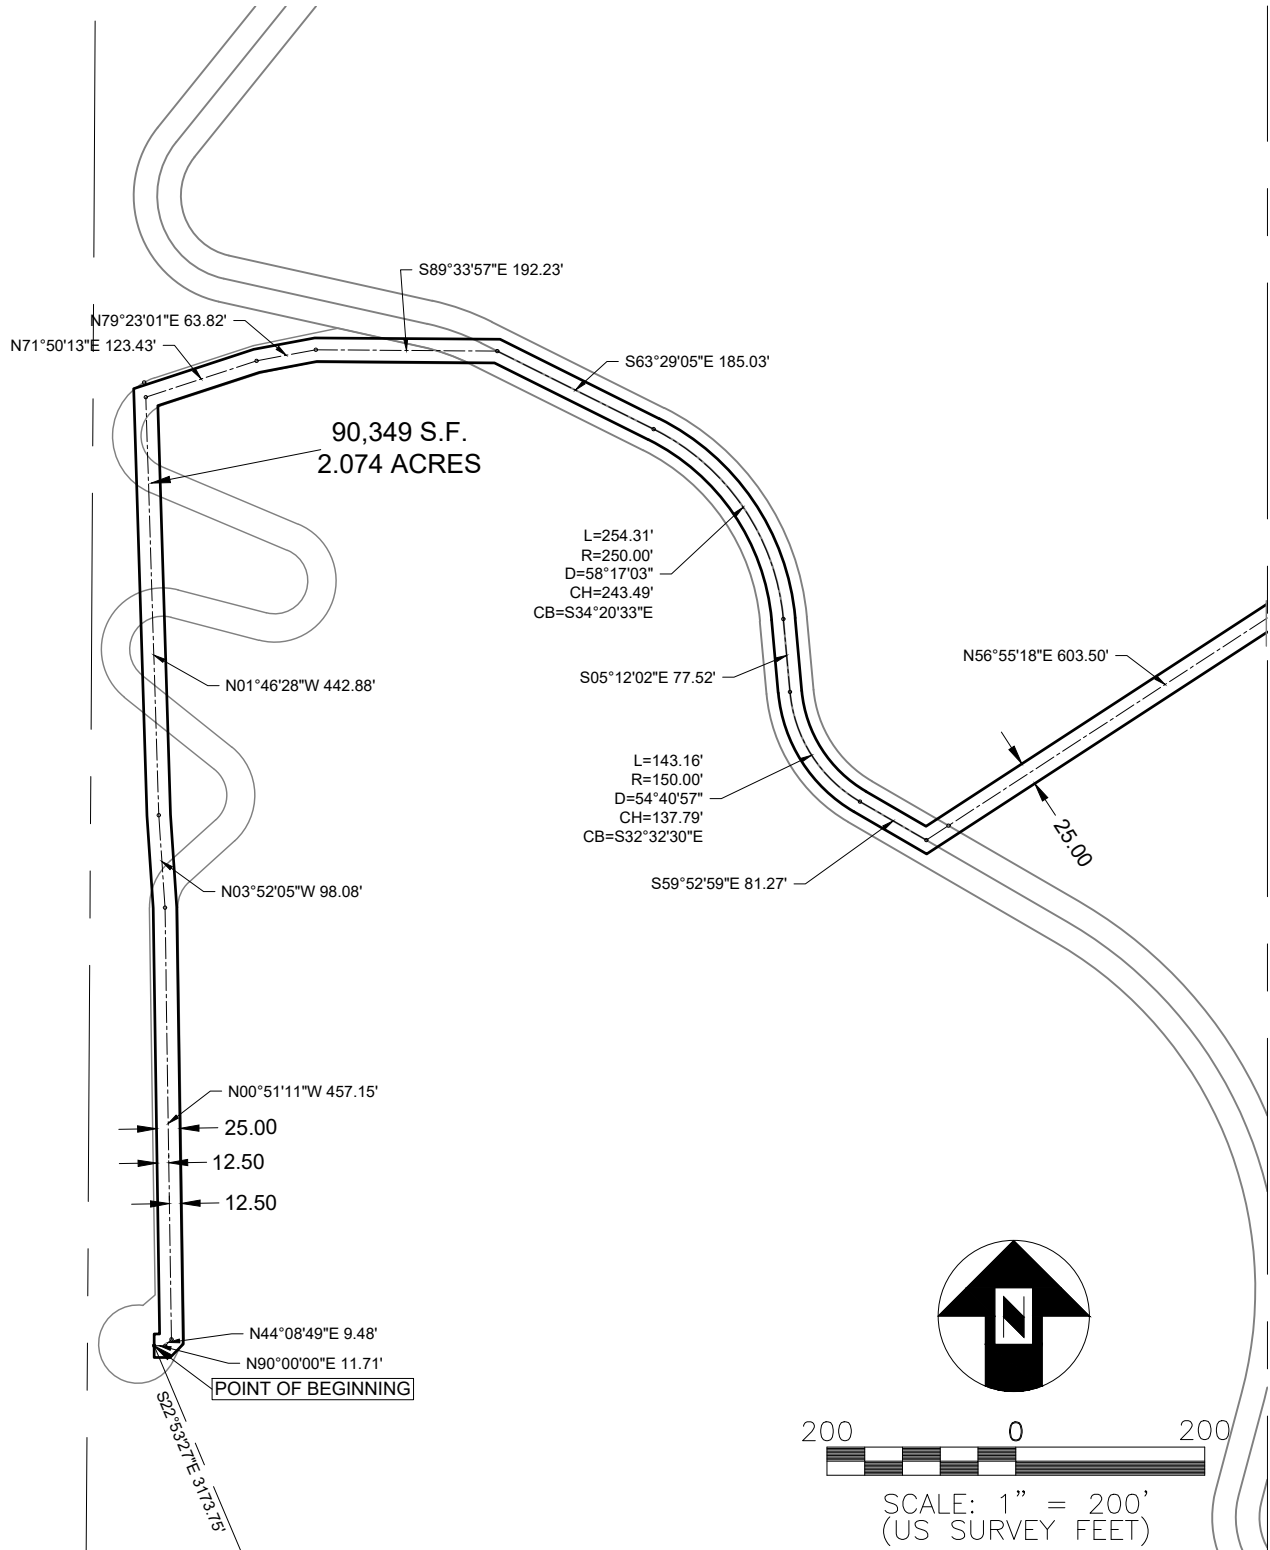 S89°33'57"E 192.23'
N79°23'01"E 63.82'
N71°50'13"E 123.43'
S63°29'05"E 185.03'
90,349 S.F.
2.074 ACRES
L=254.31'
R=250.00'
D=58°17'03"
CH=243.49'
CB=S34°20'33"E
N56°55'18"E 603.50'
S05°12'02"E 77.52'
N01°46'28"W 442.88'
L=143.16'
R=150.00'
D=54°40'57"
CH=137.79'
CB=S32°32'30"E
25.00
S59°52'59"E 81.27'
N03°52'05"W 98.08'
N00°51'11"W 457.15'
25.00
12.50
12.50
N44°08'49"E 9.48'
N90°00'00"E 11.71'
POINT OF BEGINNING
S22°53'27"E 3173.75'
N
200 0 200
SCALE: 1" = 200'
(US SURVEY FEET)